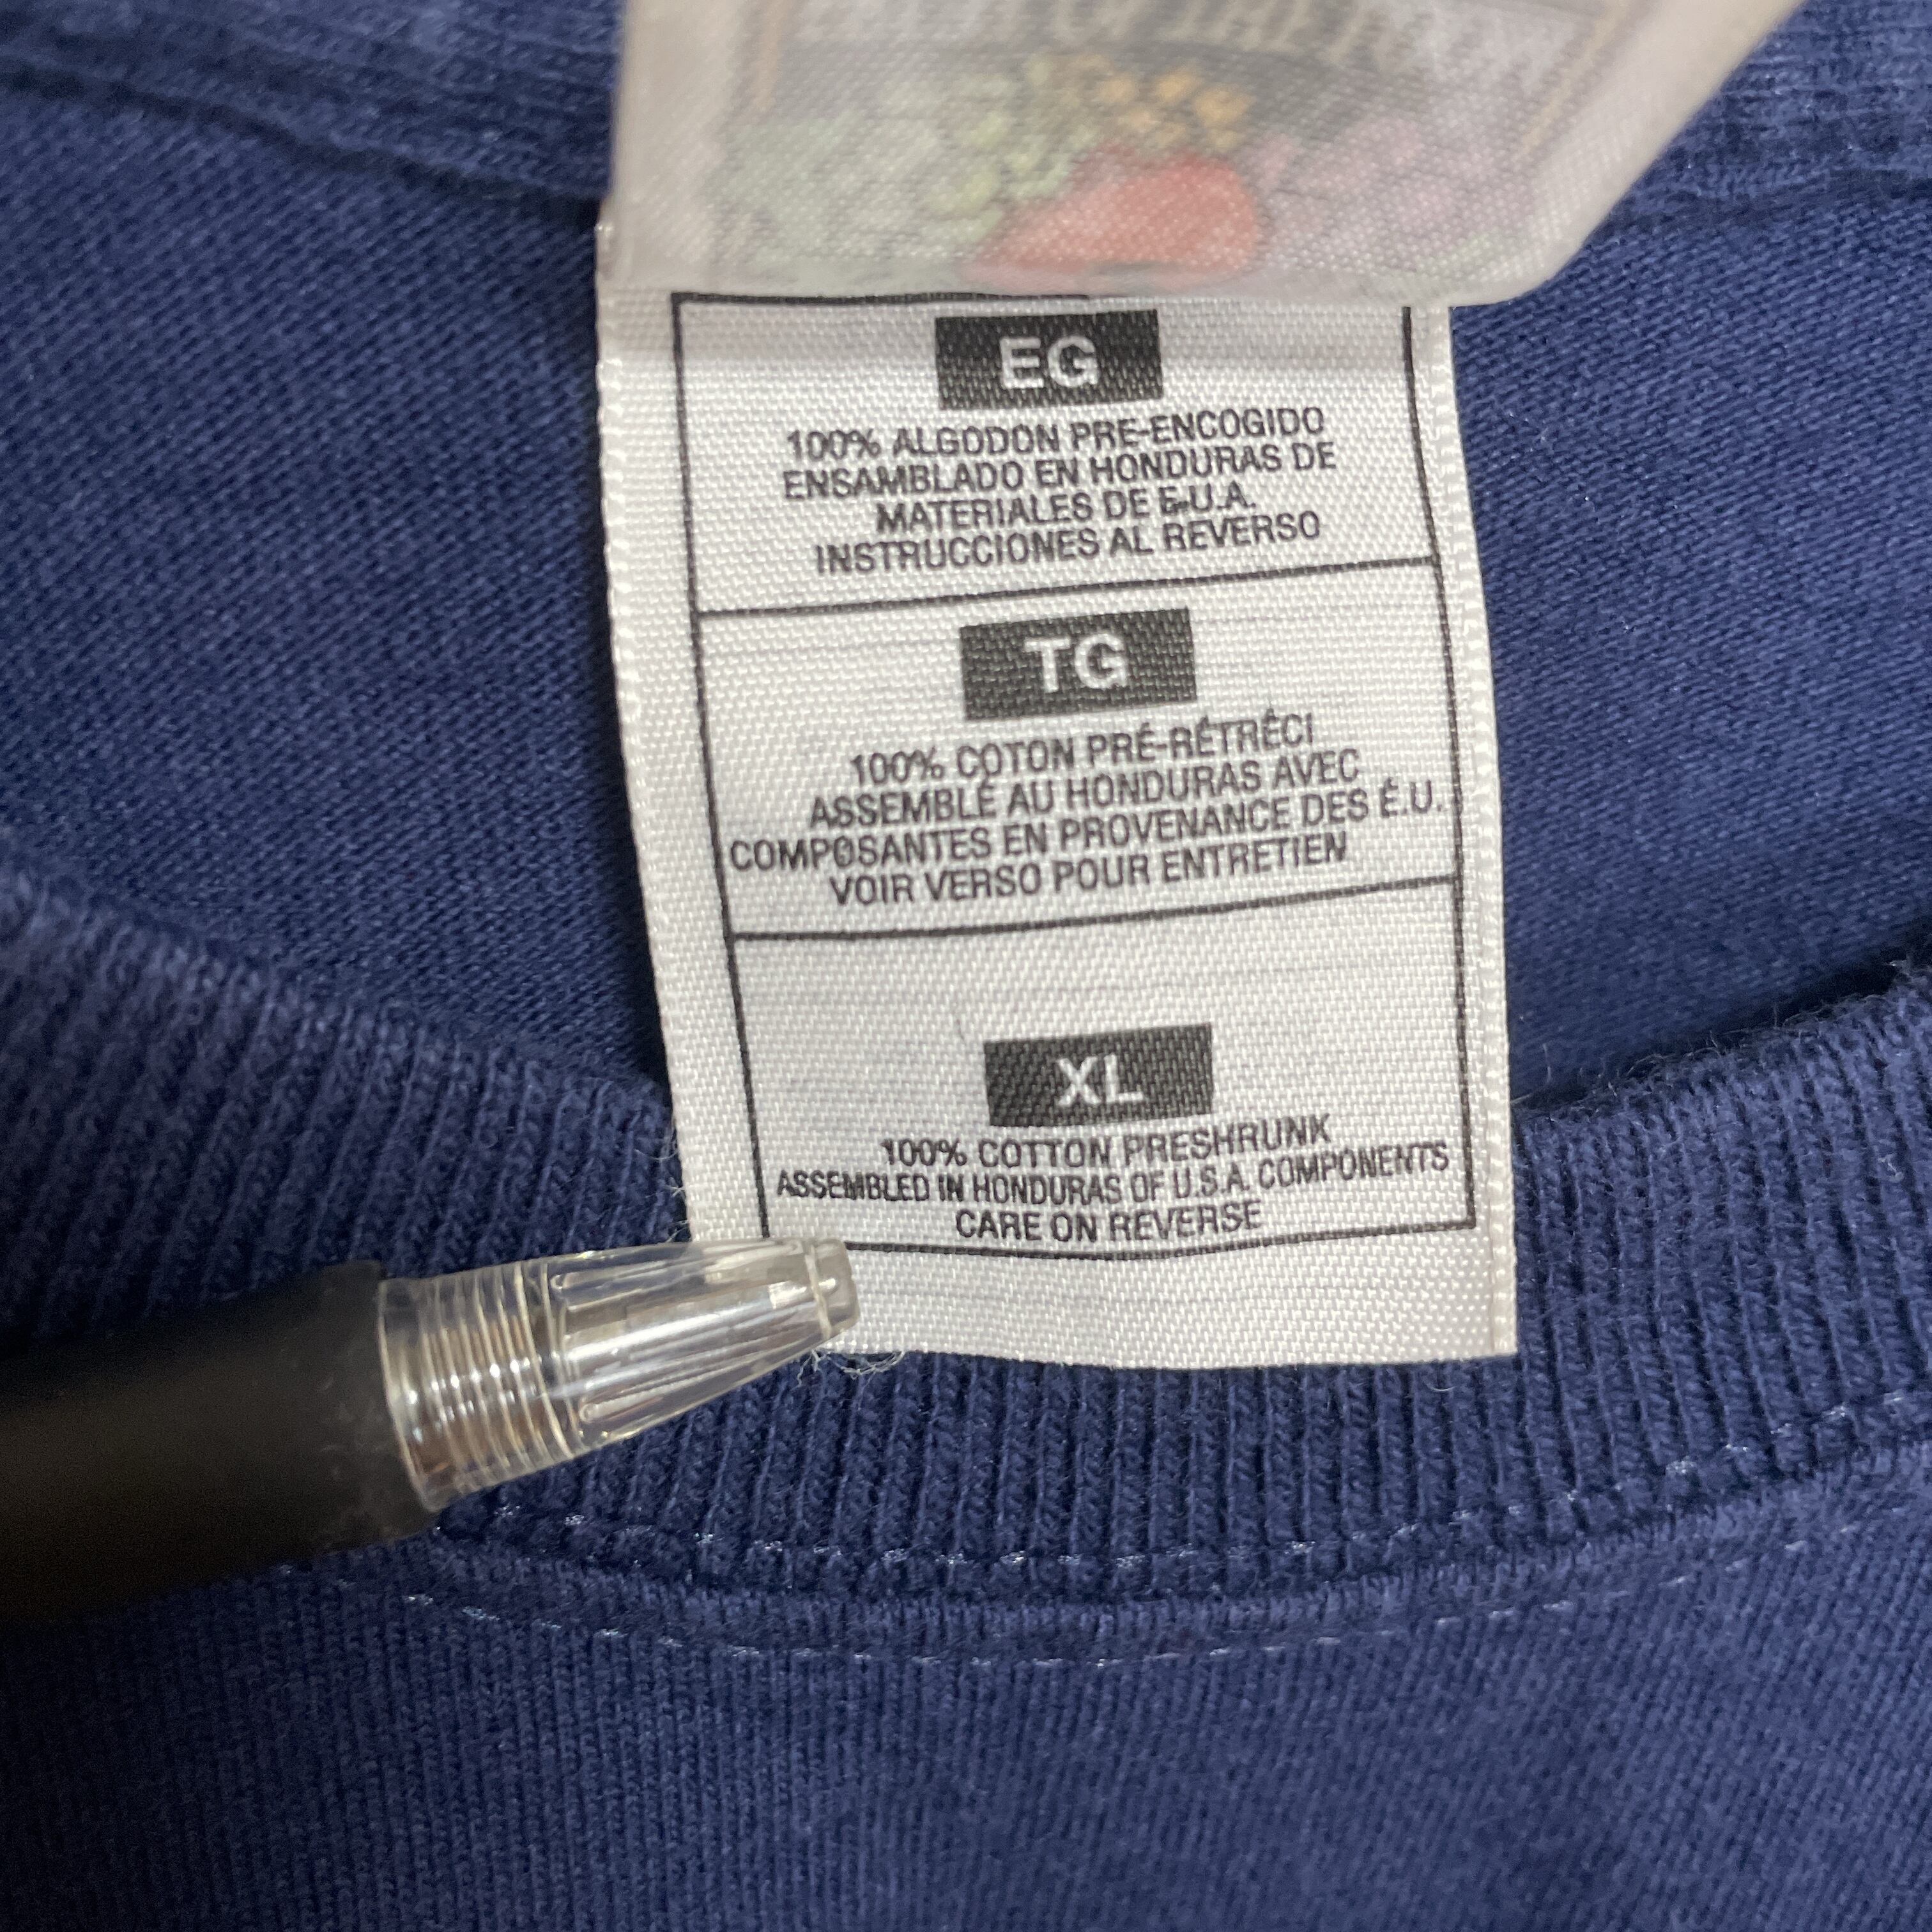 EG
100% ALGODON PRE-ENCOGIDO
ENSAMBLADO EN HONDURAS DE
MATERIALES DE E.U.A.
INSTRUCCIONES AL REVERSO
TG
100% COTON PRÉ-RÉTRÉCI
ASSEMBLÉ AU HONDURAS AVEC
COMPOSANTES EN PROVENANCE DES É.U.
VOIR VERSO POUR ENTRETIEN
XL
100% COTTON PRESHRUNK
ASSEMBLED IN HONDURAS OF U.S.A. COMPONENTS
CARE ON REVERSE